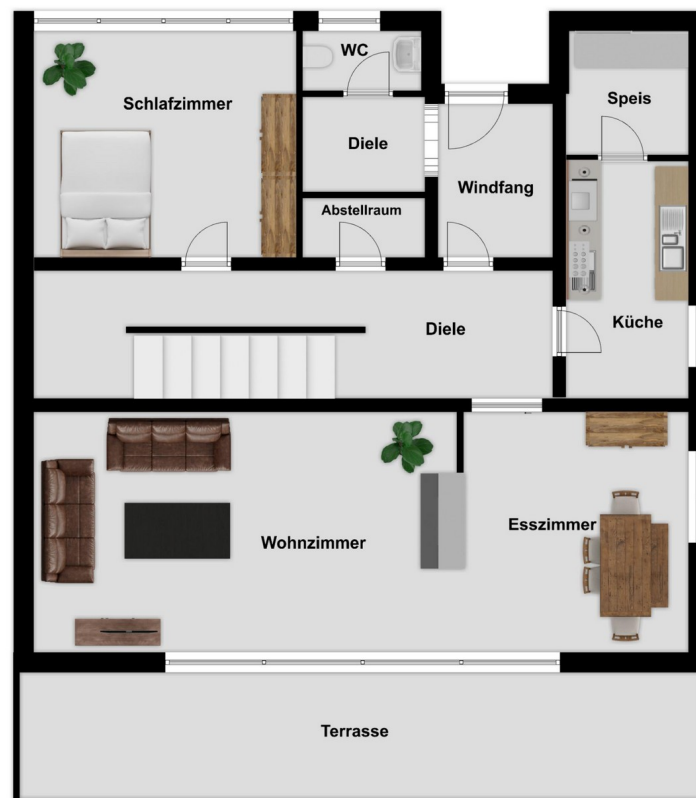 WC
Schlafzimmer
Speis
Diele
Windfang
Abstellraum
Diele
Küche
Esszimmer
Wohnzimmer
Terrasse